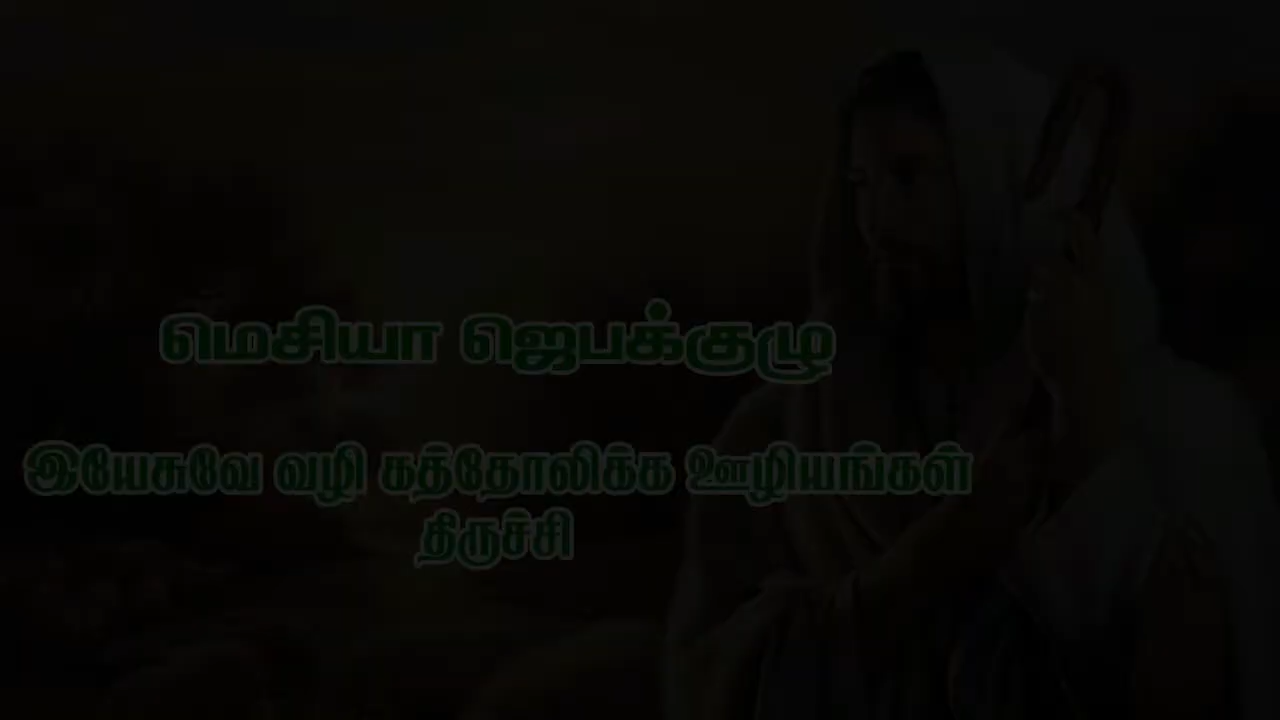 மெசியா ஜெபக்குழு
இயேசுவே வழி கத்தோலிக்க ஊழியங்கள்
திருச்சி